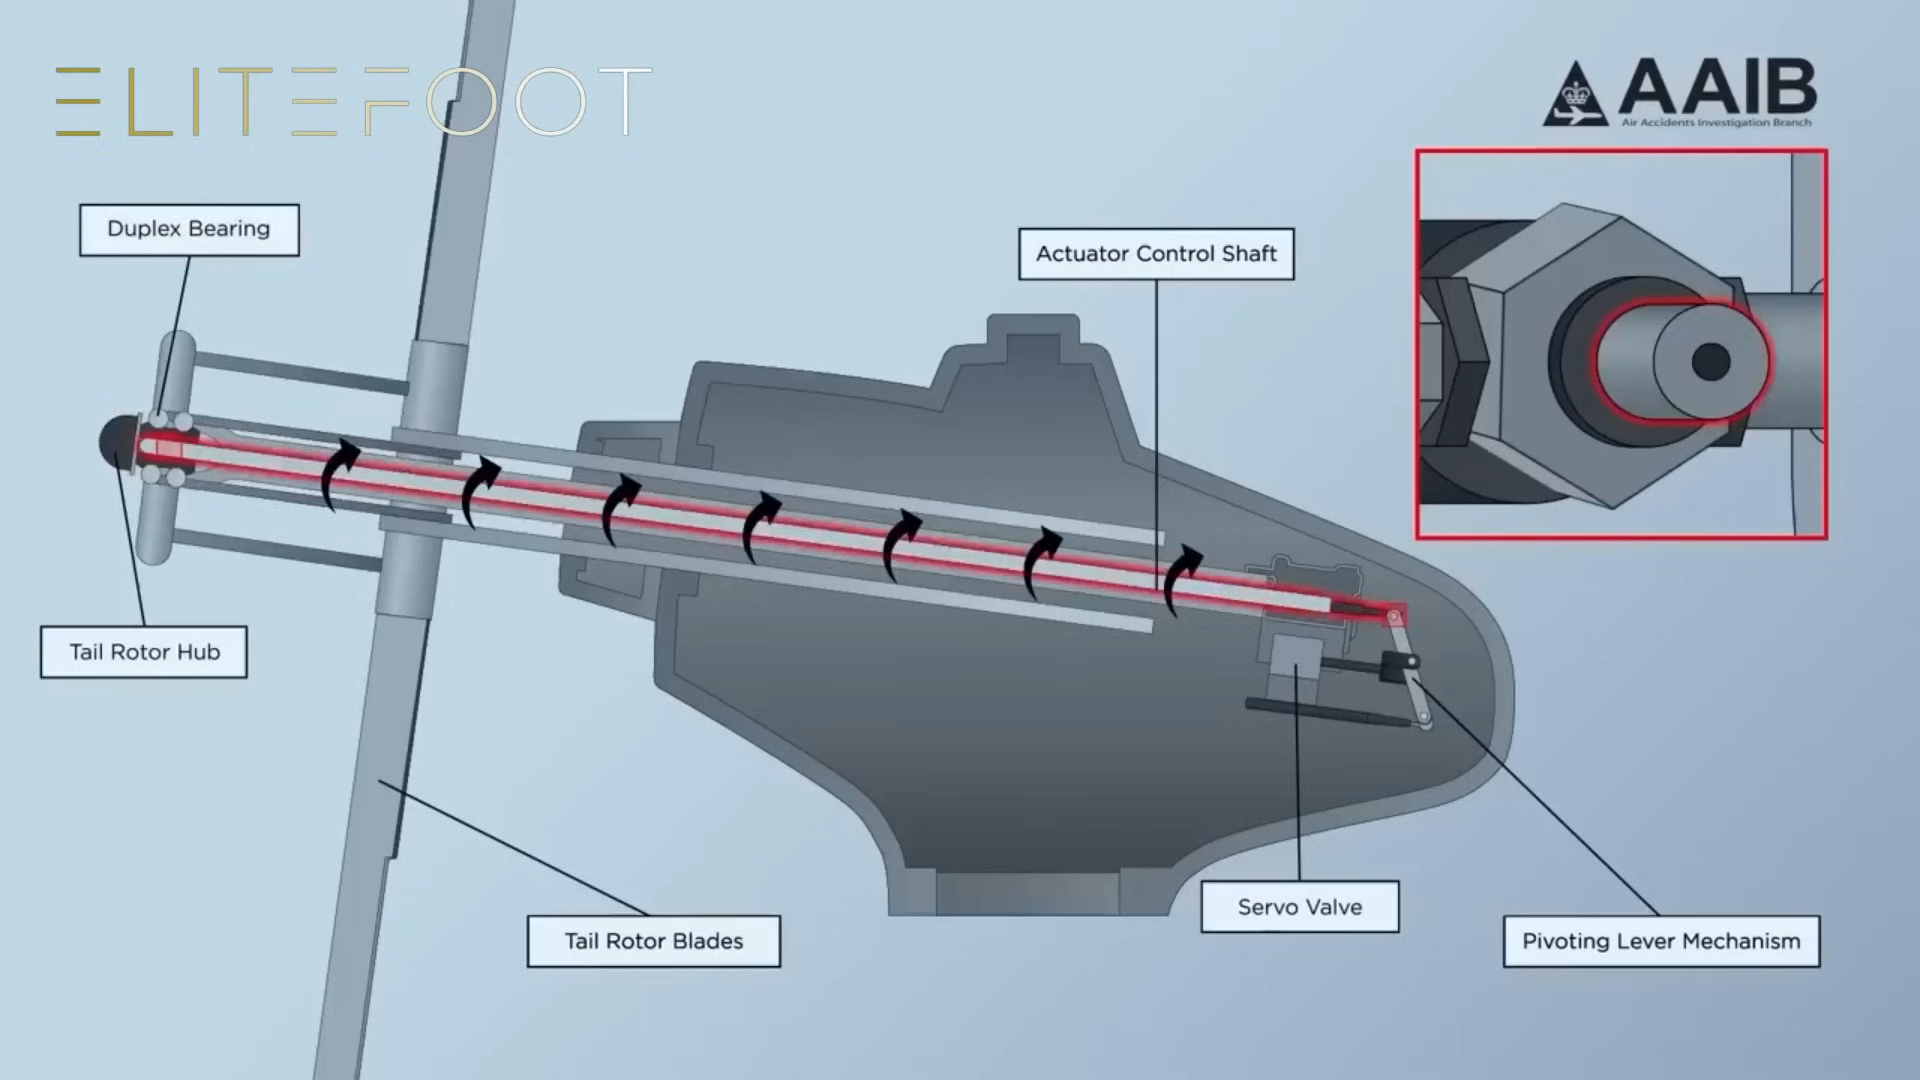 ELITEFOOT
AAIB
Air Accidents Investigation Branch
Duplex Bearing
Actuator Control Shaft
Tail Rotor Hub
Servo Valve
Tail Rotor Blades
Pivoting Lever Mechanism